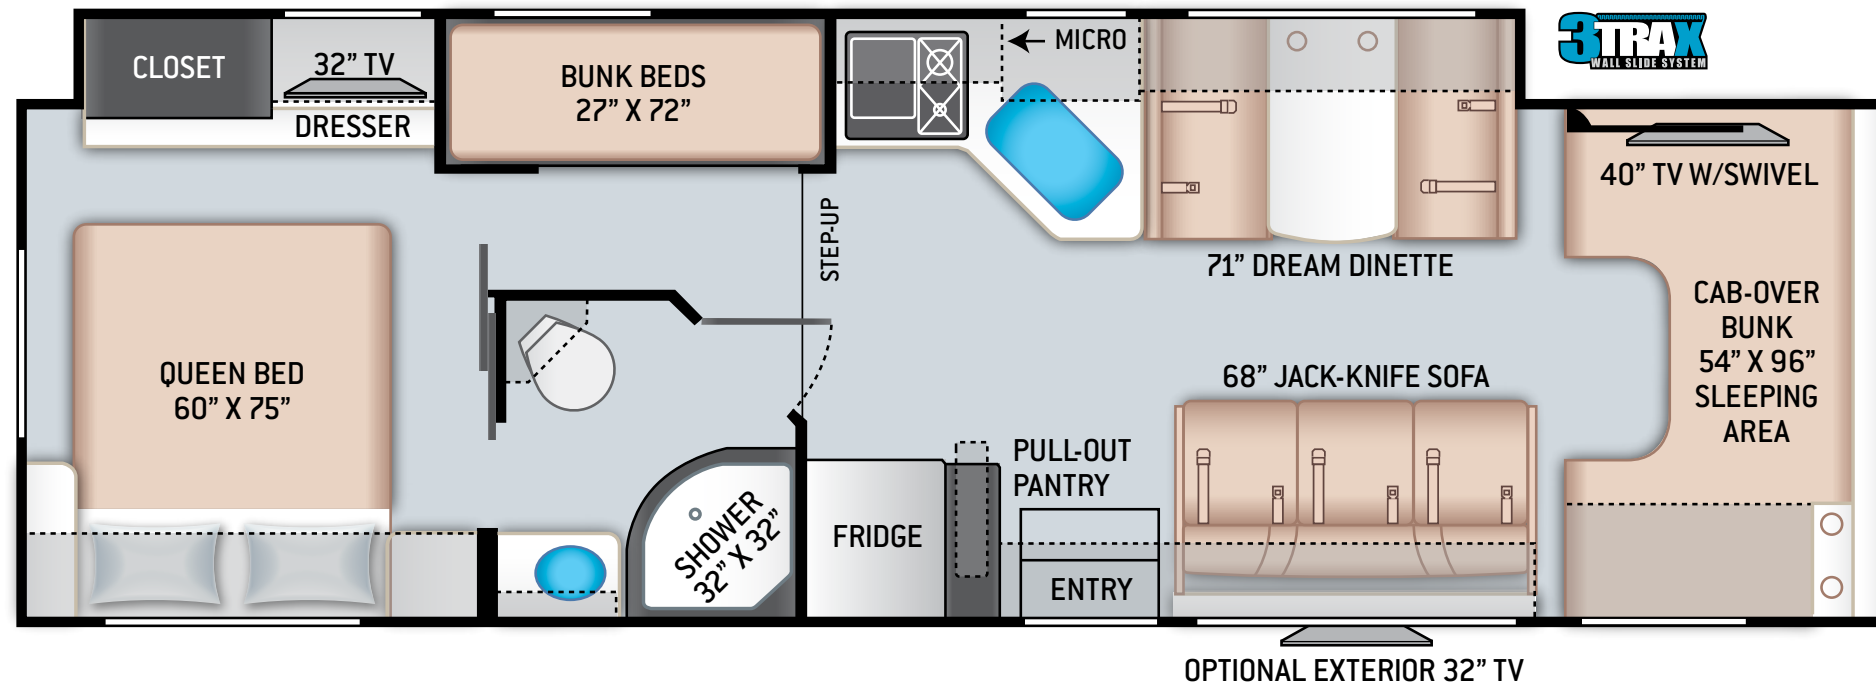 CLOSET
32” TV
DRESSER
BUNK BEDS
27” X 72”
MICRO
3TRAX
WALL SLIDE SYSTEM
40” TV W/SWIVEL
STEP-UP
71” DREAM DINETTE
CAB-OVER
BUNK
54” X 96”
SLEEPING
AREA
QUEEN BED
60” X 75”
68” JACK-KNIFE SOFA
PULL-OUT
PANTRY
SHOWER
32” X 32”
FRIDGE
ENTRY
OPTIONAL EXTERIOR 32” TV